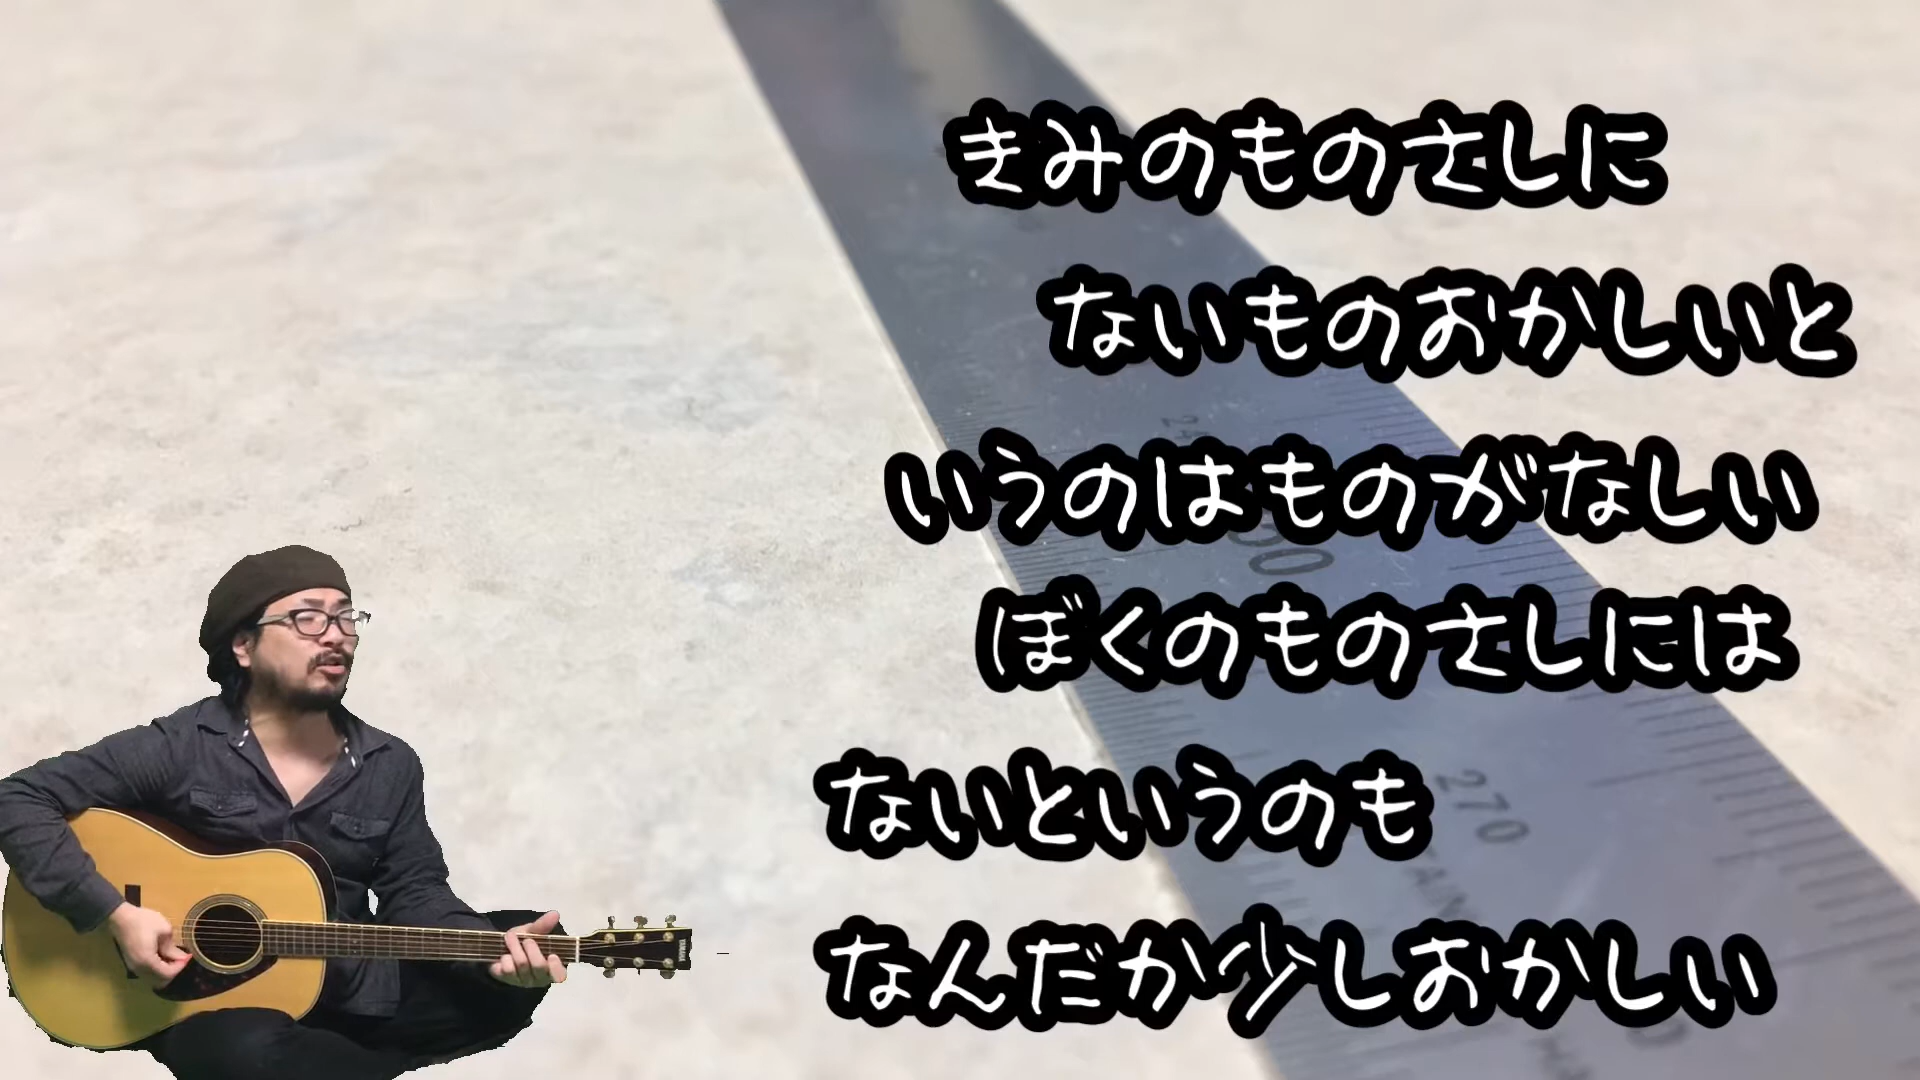 きみのものさしに
ないものおかしいと
いうのはものがなしい
ぼくのものさしには
ないというのも
なんだか少しおかしい
270
YAMAHA